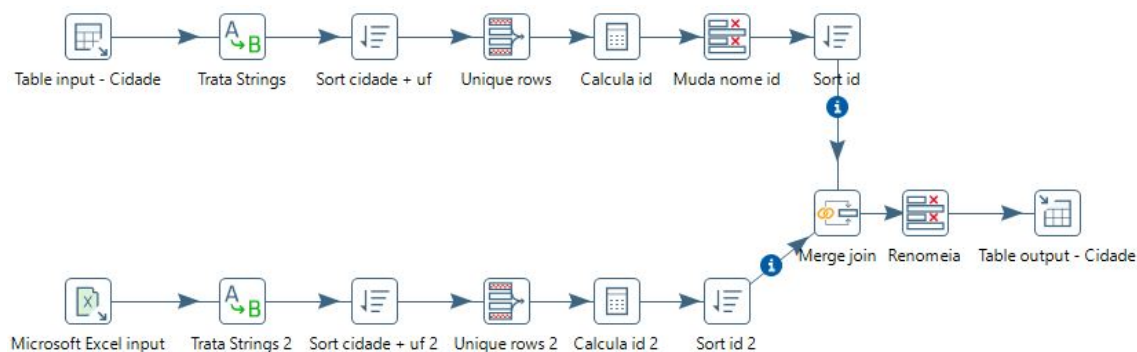 A
B
Table input - Cidade
Trata Strings
Sort cidade + uf
Unique rows
Calcula id
Muda nome id
Sort id
i
Merge join
Renomeia
Table output - Cidade
i
X
A
B
Microsoft Excel input
Trata Strings 2
Sort cidade + uf 2
Unique rows 2
Calcula id 2
Sort id 2